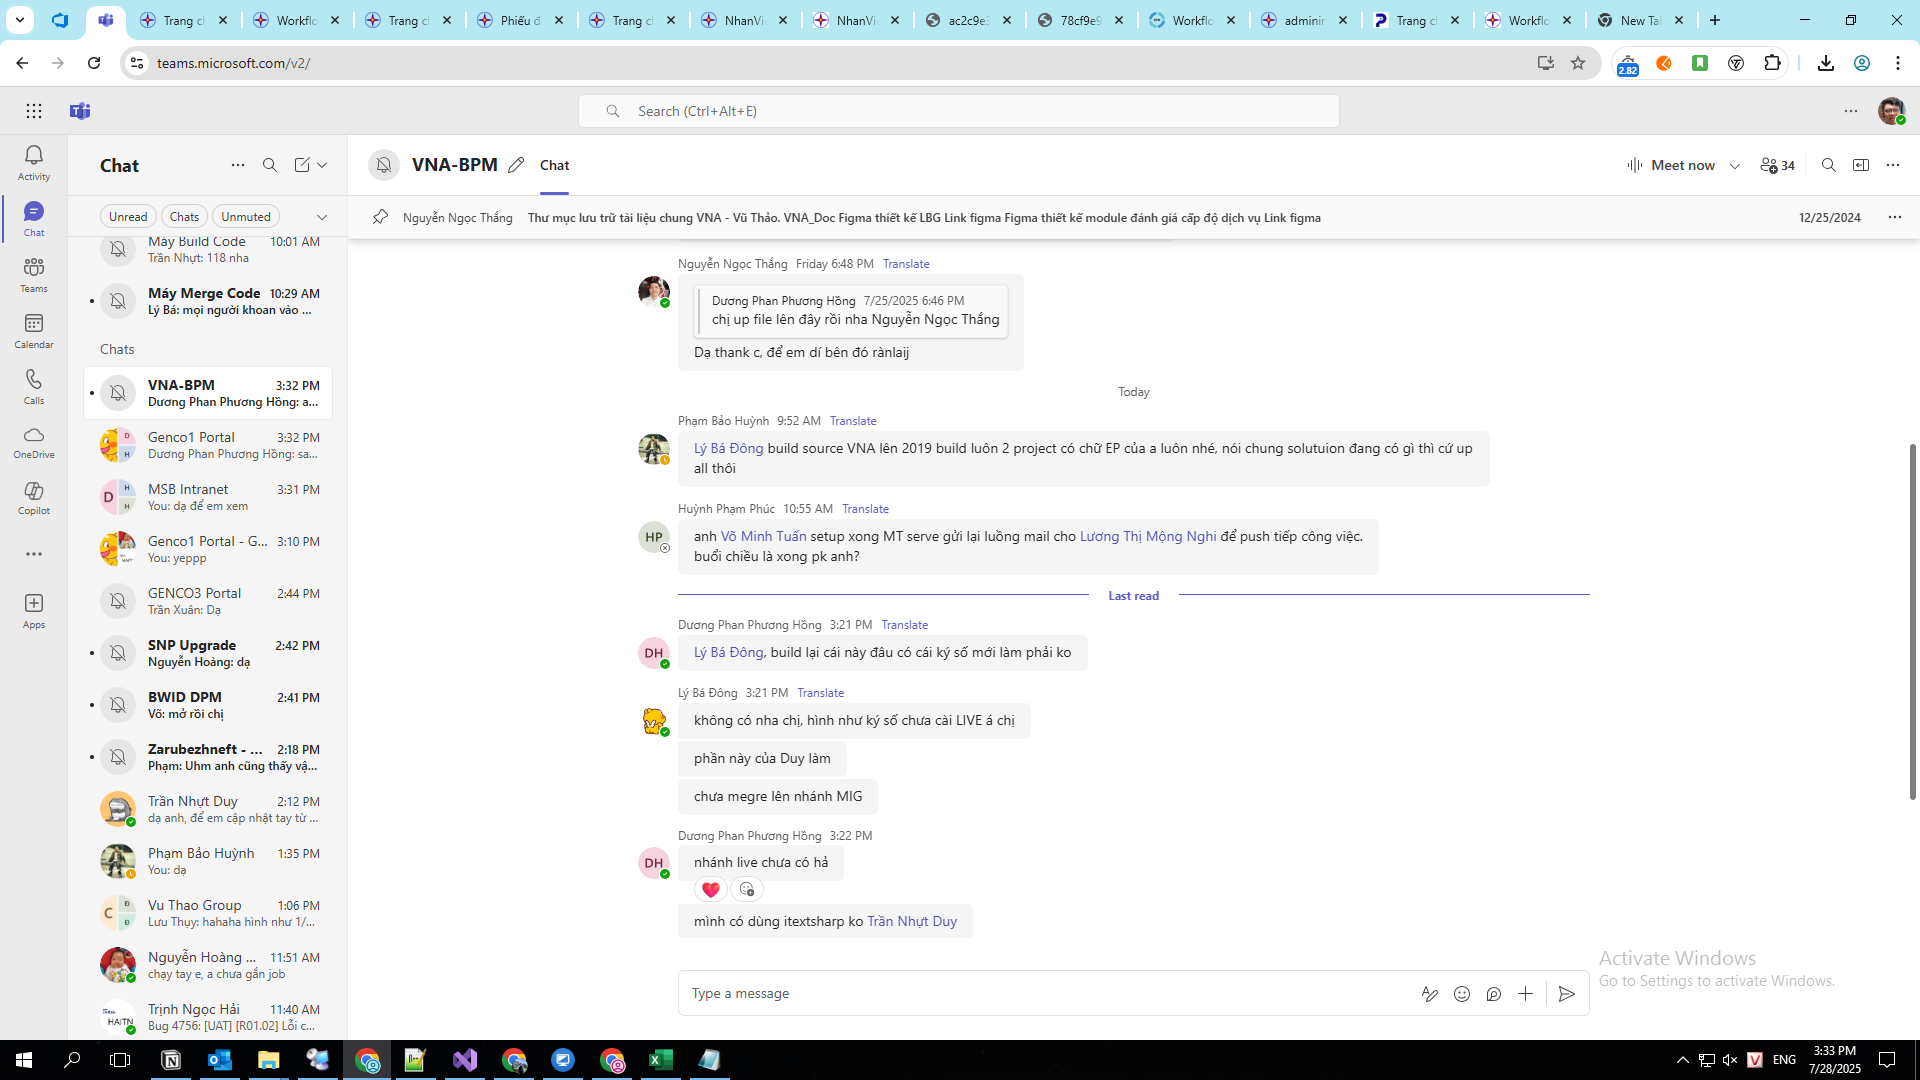 Trang ch
Workflo
Trang cl
Phiếu đ
Trang cl
NhanVi
NhanVi
ac2c9e3
78cf9e9
Workflo
adminir
Trang cl
Workflo
New Tal
teams.microsoft.com/v2/
2.82
Search (Ctrl+Alt+E)
Activity
Chat
Teams
Calendar
Calls
OneDrive
Copilot
Apps
Chat
Unread
Chats
Unmuted
Máy Build Code 10:01 AM
Trần Nhựt: 118 nha
Máy Merge Code 10:29 AM
Lý Bá: mọi người khoan vào ...
Chats
VNA-BPM 3:32 PM
Dương Phan Phương Hồng: a...
Genco1 Portal 3:32 PM
Dương Phan Phương Hồng: sa...
MSB Intranet 3:31 PM
You: dạ để em xem
Genco1 Portal - G... 3:10 PM
You: yeppp
GENCO3 Portal 2:44 PM
Trần Xuân: Dạ
SNP Upgrade 2:42 PM
Nguyễn Hoàng: dạ
BWID DPM 2:41 PM
Võ: mở rồi chị
Zarubezhneft - ... 2:18 PM
Phạm: Uhm anh cũng thấy vậ...
Trần Nhựt Duy 2:12 PM
dạ anh, để em cập nhật tay từ ...
Phạm Bảo Huỳnh 1:35 PM
You: dạ
Vu Thao Group 1:06 PM
Lưu Thụy: hahaha hình như 1/...
Nguyễn Hoàng ... 11:51 AM
chạy tay e, a chưa gắn job
Trịnh Ngọc Hải 11:40 AM
Bug 4756: [UAT] [R01.02] Lỗi c...
VNA-BPM Chat
Meet now 34
Nguyễn Ngọc Thắng Thư mục lưu trữ tài liệu chung VNA - Vũ Thảo. VNA_Doc Figma thiết kế LBG Link figma Figma thiết kế module đánh giá cấp độ dịch vụ Link figma 12/25/2024
Nguyễn Ngọc Thắng Friday 6:48 PM Translate
Dương Phan Phương Hồng 7/25/2025 6:46 PM
chị up file lên đây rồi nha Nguyễn Ngọc Thắng
Dạ thank c, để em dí bên đó rànlaij
Today
Phạm Bảo Huỳnh 9:52 AM Translate
Lý Bá Đông build source VNA lên 2019 build luôn 2 project có chữ EP của a luôn nhé, nói chung solutuion đang có gì thì cứ up
all thôi
Huỳnh Phạm Phúc 10:55 AM Translate
HP
anh Võ Minh Tuấn setup xong MT serve gửi lại luồng mail cho Lương Thị Mộng Nghi để push tiếp công việc.
buổi chiều là xong pk anh?
Last read
Dương Phan Phương Hồng 3:21 PM Translate
DH
Lý Bá Đông, build lại cái này đâu có cái ký số mới làm phải ko
Lý Bá Đông 3:21 PM Translate
không có nha chị, hình như ký số chưa cài LIVE á chị
phần này của Duy làm
chưa megre lên nhánh MIG
Dương Phan Phương Hồng 3:22 PM
DH
nhánh live chưa có hả
mình có dùng itextsharp ko Trần Nhựt Duy
Type a message
Activate Windows
Go to Settings to activate Windows.
ENG
3:33 PM
7/28/2025